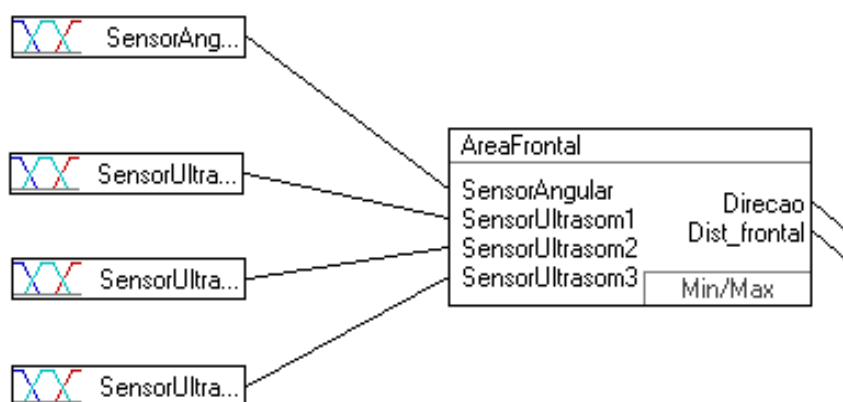 SensorAng...
SensorUltra...
SensorUltra...
SensorUltra...
AreaFrontal
SensorAngular
SensorUltrasom1
SensorUltrasom2
SensorUltrasom3
Direcao
Dist_frontal
Min/Max